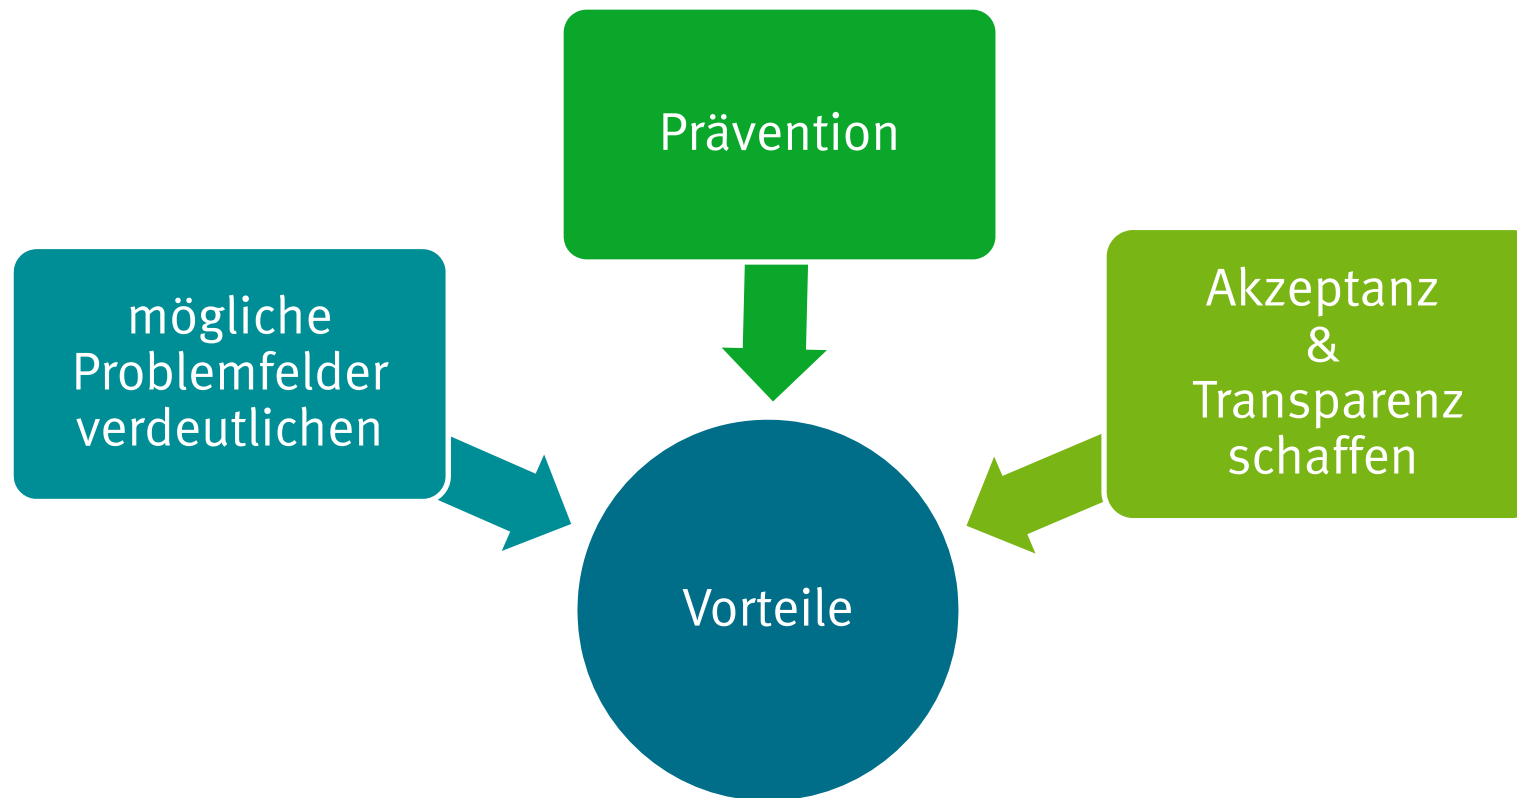 Prävention
mögliche
Problemfelder
verdeutlichen
Akzeptanz
&
Transparenz
schaffen
Vorteile